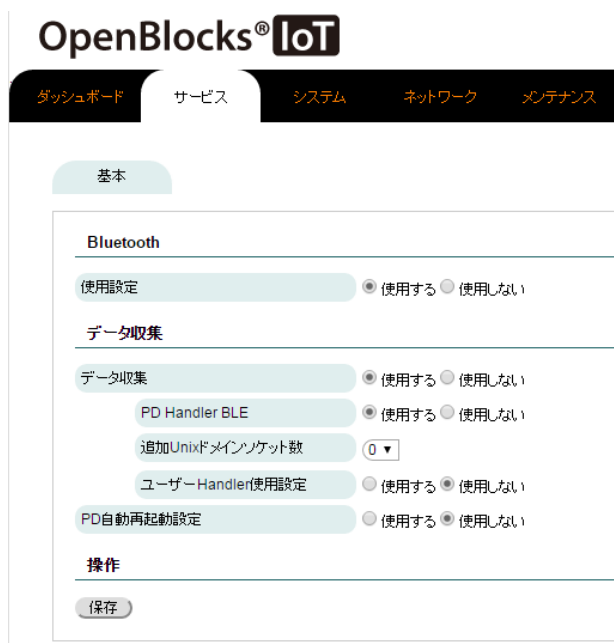 OpenBlocks® IoT
ダッシュボード サービス システム ネットワーク メンテナンス
基本
Bluetooth
使用設定 使用する 使用しない
データ収集
データ収集 使用する 使用しない
PD Handler BLE 使用する 使用しない
追加Unixドメインソケット数 0 ▼
ユーザーHandler使用設定 使用する 使用しない
PD自動再起動設定 使用する 使用しない
操作
保存